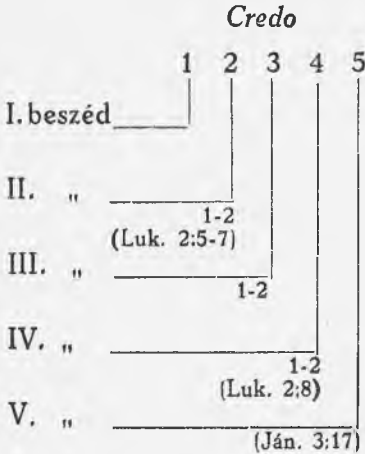 Credo
1 2 3 4 5
I. beszéd
II. „
1-2
(Luk. 2:5-7)
III. „
1-2
IV. „
1-2
(Luk. 2;8)
V. „
(Ján. 3;17)